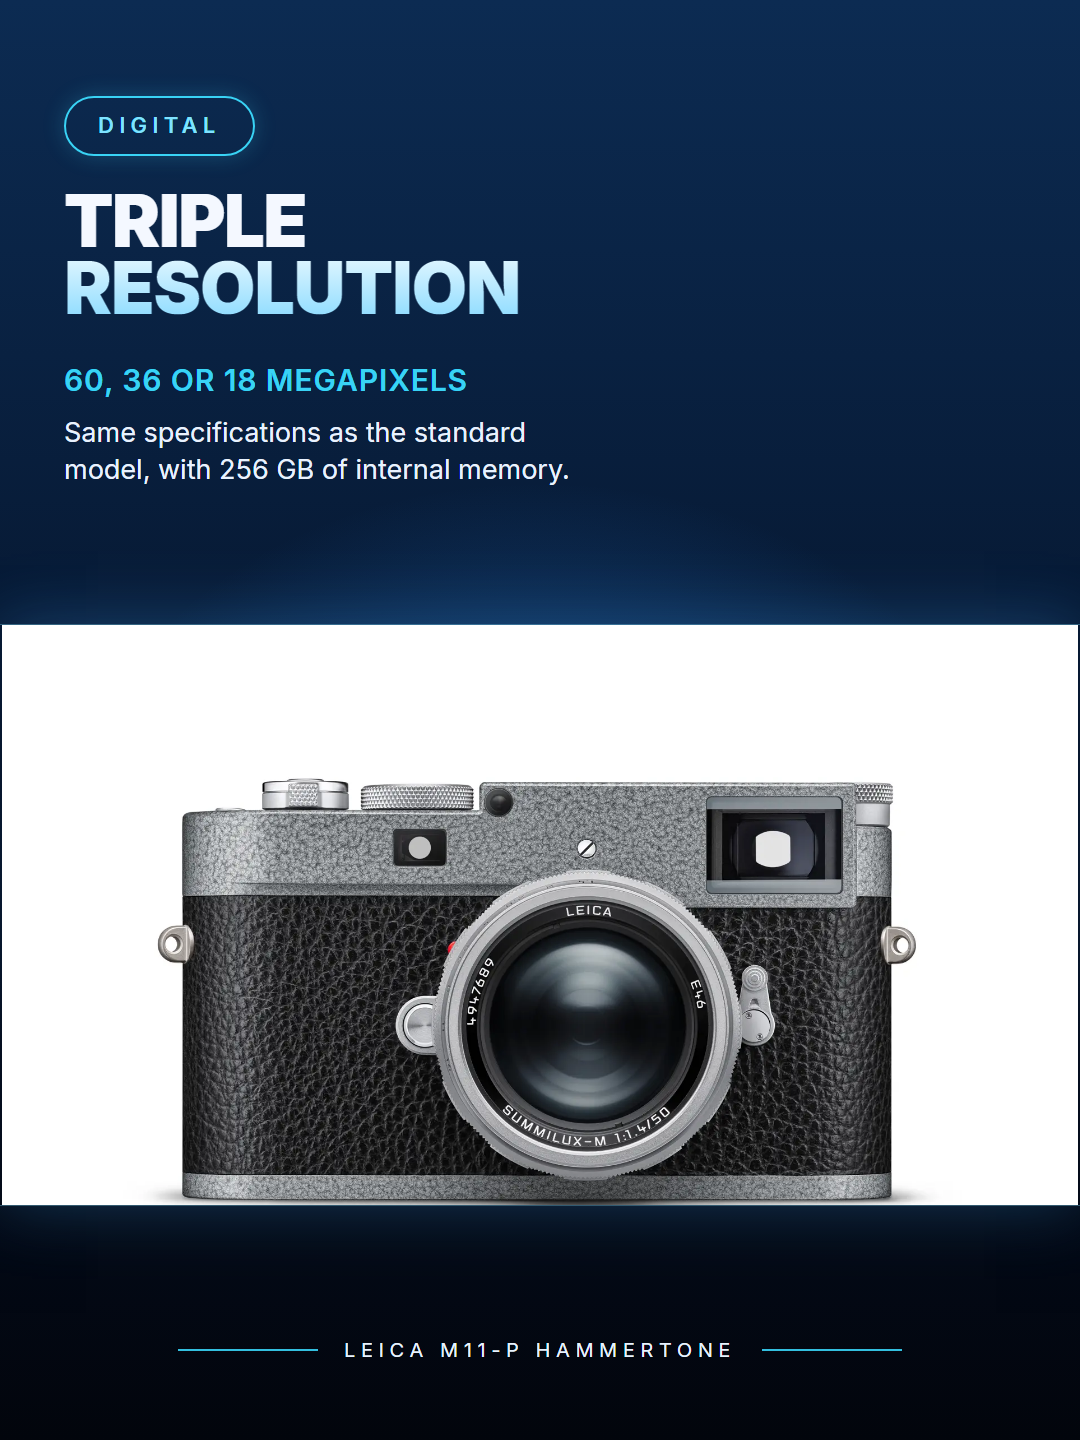 DIGITAL
TRIPLE
RESOLUTION
60, 36 OR 18 MEGAPIXELS
Same specifications as the standard
model, with 256 GB of internal memory.
LEICA
4947689
E46
SUMMILUX-M 1:1.4/50
LEICA M11-P HAMMERTONE